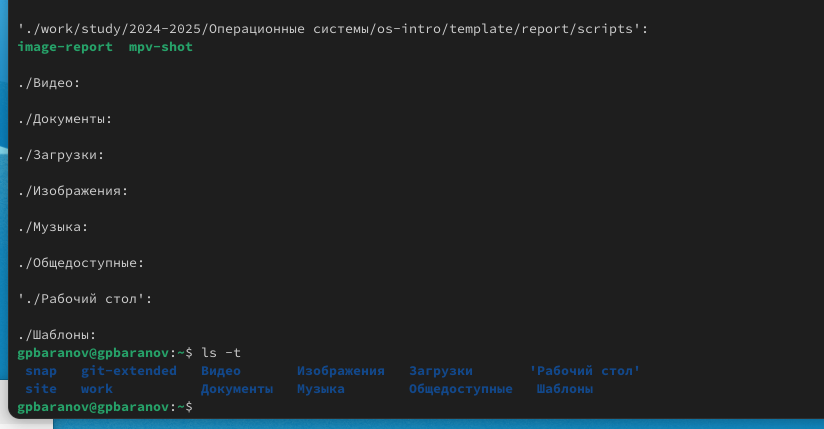 './work/study/2024-2025/Операционные системы/os-intro/template/report/scripts':
image-report  mpv-shot
./Видео:
./Документы:
./Загрузки:
./Изображения:
./Музыка:
./Общедоступные:
'./Рабочий стол':
./Шаблоны:
gpbaranov@gpbaranov:~$ ls -t
snap   git-extended   Видео       Изображения   Загрузки       'Рабочий стол'
site   work           Документы   Музыка        Общедоступные   Шаблоны
gpbaranov@gpbaranov:~$